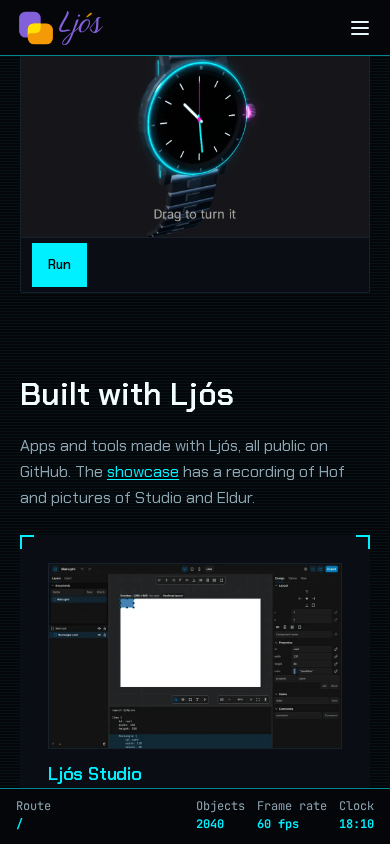 Ljós
Drag to turn it
Run
Built with Ljós
Apps and tools made with Ljós, all public on
GitHub. The showcase has a recording of Hof
and pictures of Studio and Eldur.
Ljós Studio
Route
/
Objects
2040
Frame rate
60 fps
Clock
18:10